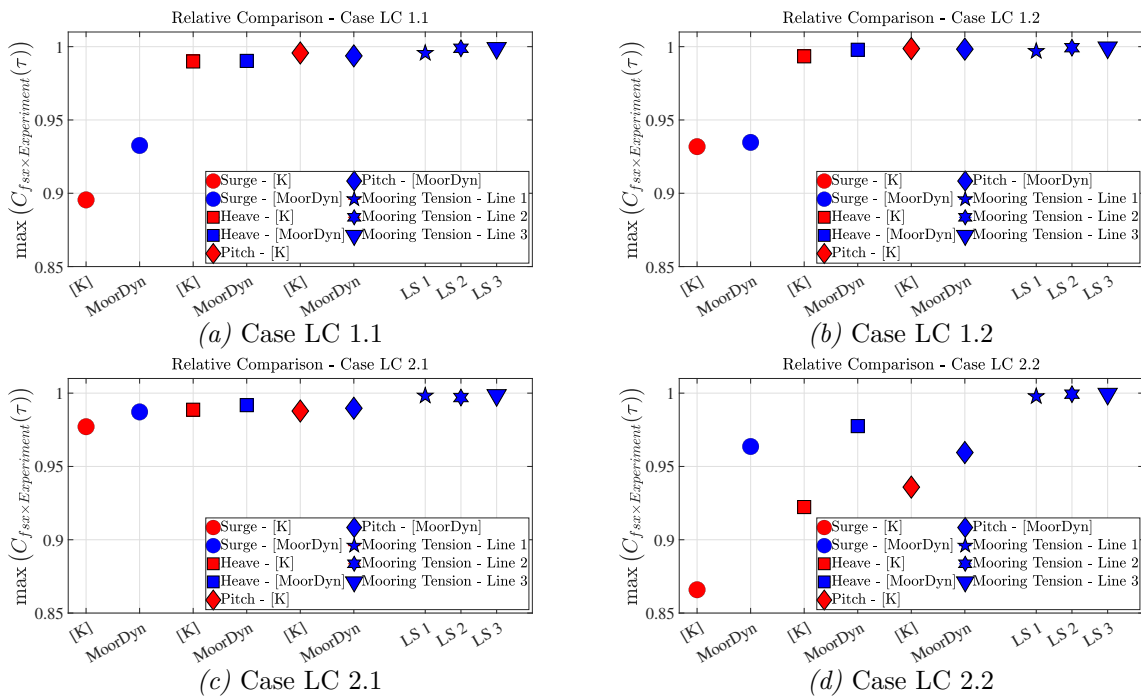 Relative Comparison - Case LC 1.1
max (C_{fsx×Experiment}(τ))
1
0.95
0.9
0.85
Surge - [K]
Surge - [MoorDyn]
Heave - [K]
Heave - [MoorDyn]
Pitch - [K]
Pitch - [MoorDyn]
Mooring Tension - Line 1
Mooring Tension - Line 2
Mooring Tension - Line 3
[K]
MoorDyn
[K]
MoorDyn
[K]
MoorDyn
LS 1
LS 2
LS 3
(a) Case LC 1.1
Relative Comparison - Case LC 1.2
max (C_{fsx×Experiment}(τ))
1
0.95
0.9
0.85
Surge - [K]
Surge - [MoorDyn]
Heave - [K]
Heave - [MoorDyn]
Pitch - [K]
Pitch - [MoorDyn]
Mooring Tension - Line 1
Mooring Tension - Line 2
Mooring Tension - Line 3
[K]
MoorDyn
[K]
MoorDyn
[K]
MoorDyn
LS 1
LS 2
LS 3
(b) Case LC 1.2
Relative Comparison - Case LC 2.1
max (C_{fsx×Experiment}(τ))
1
0.95
0.9
0.85
Surge - [K]
Surge - [MoorDyn]
Heave - [K]
Heave - [MoorDyn]
Pitch - [K]
Pitch - [MoorDyn]
Mooring Tension - Line 1
Mooring Tension - Line 2
Mooring Tension - Line 3
[K]
MoorDyn
[K]
MoorDyn
[K]
MoorDyn
LS 1
LS 2
LS 3
(c) Case LC 2.1
Relative Comparison - Case LC 2.2
max (C_{fsx×Experiment}(τ))
1
0.95
0.9
0.85
Surge - [K]
Surge - [MoorDyn]
Heave - [K]
Heave - [MoorDyn]
Pitch - [K]
Pitch - [MoorDyn]
Mooring Tension - Line 1
Mooring Tension - Line 2
Mooring Tension - Line 3
[K]
MoorDyn
[K]
MoorDyn
[K]
MoorDyn
LS 1
LS 2
LS 3
(d) Case LC 2.2